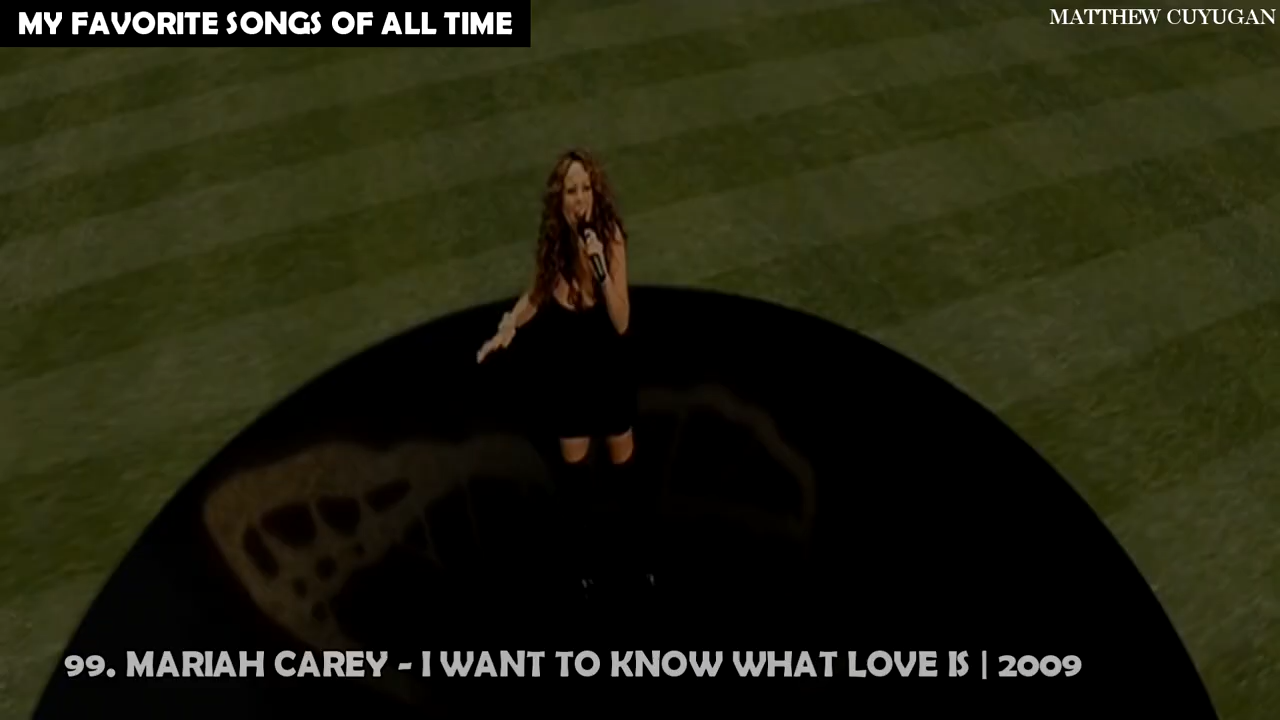 MY FAVORITE SONGS OF ALL TIME
MATTHEW CUYUGAN
99. MARIAH CAREY - I WANT TO KNOW WHAT LOVE IS | 2009